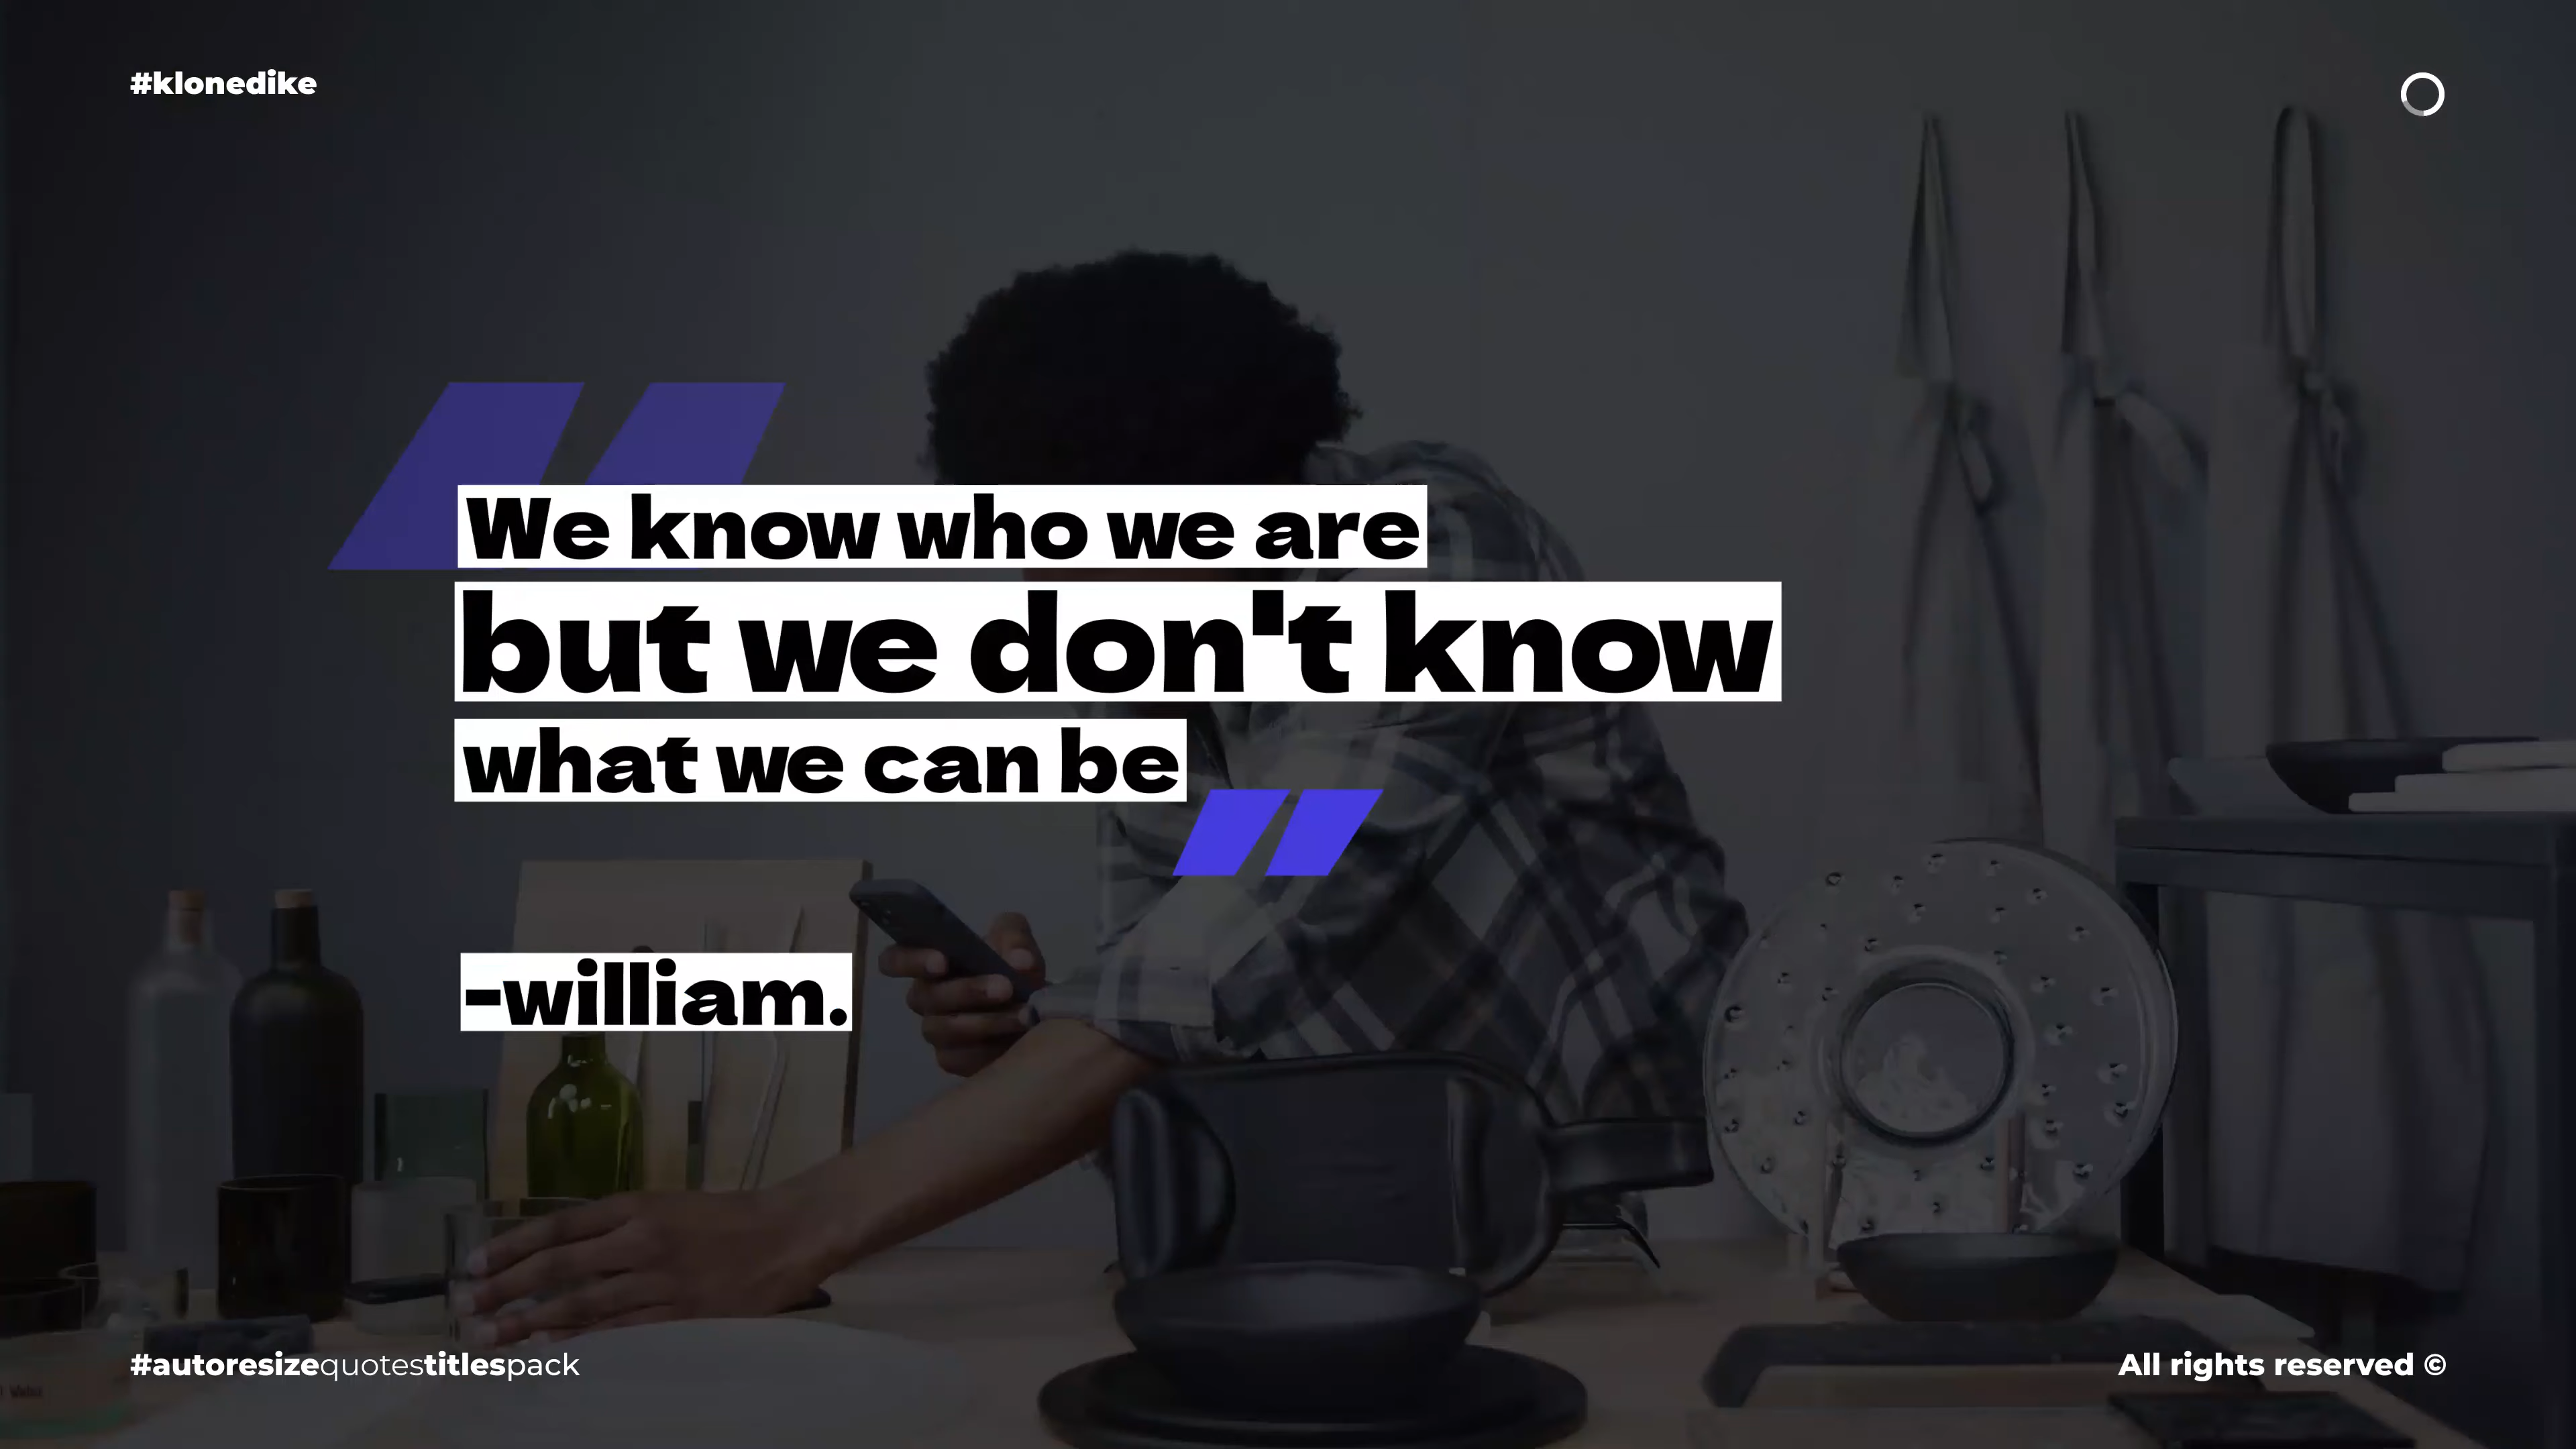 #klonedike
We know who we are
but we don't know
what we can be
-william.
#autoresizequotestitlespack
All rights reserved ©